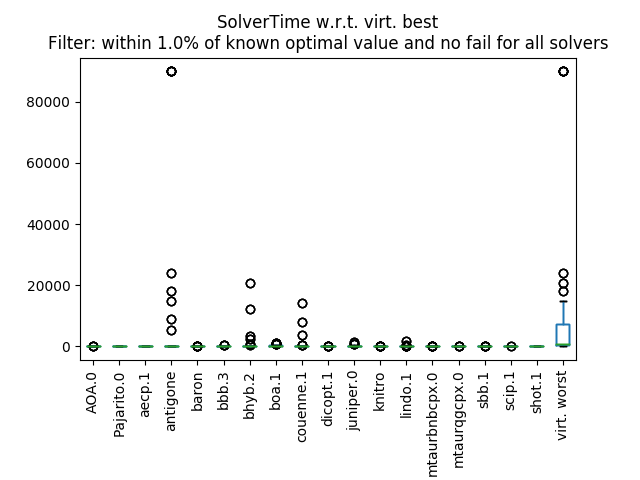 SolverTime w.r.t. virt. best
Filter: within 1.0% of known optimal value and no fail for all solvers
80000
60000
40000
20000
0
AOA.0
Pajarito.0
aecp.1
antigone
baron
bbb.3
bhyb.2
boa.1
couenne.1
dicopt.1
juniper.0
knitro
lindo.1
mtaurbnbcpx.0
mtaurqgcpx.0
sbb.1
scip.1
shot.1
virt. worst